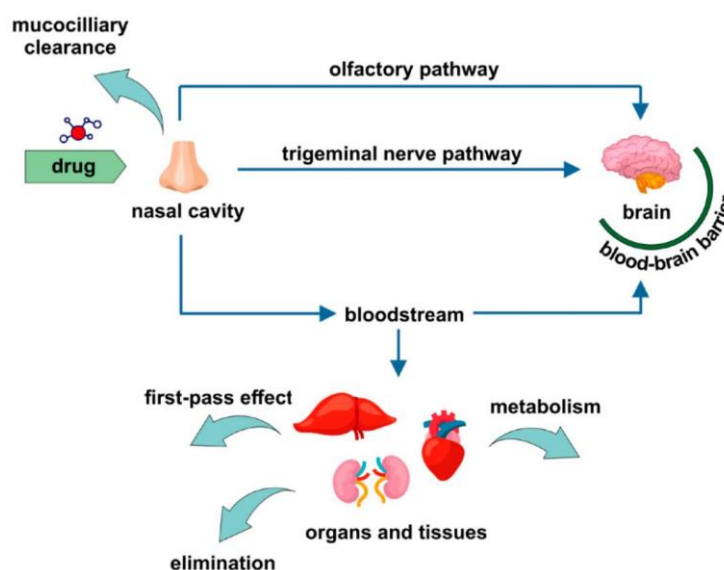 mucocilliary
clearance
olfactory pathway
drug
trigeminal nerve pathway
nasal cavity
brain
blood-brain barrier
bloodstream
first-pass effect
metabolism
organs and tissues
elimination